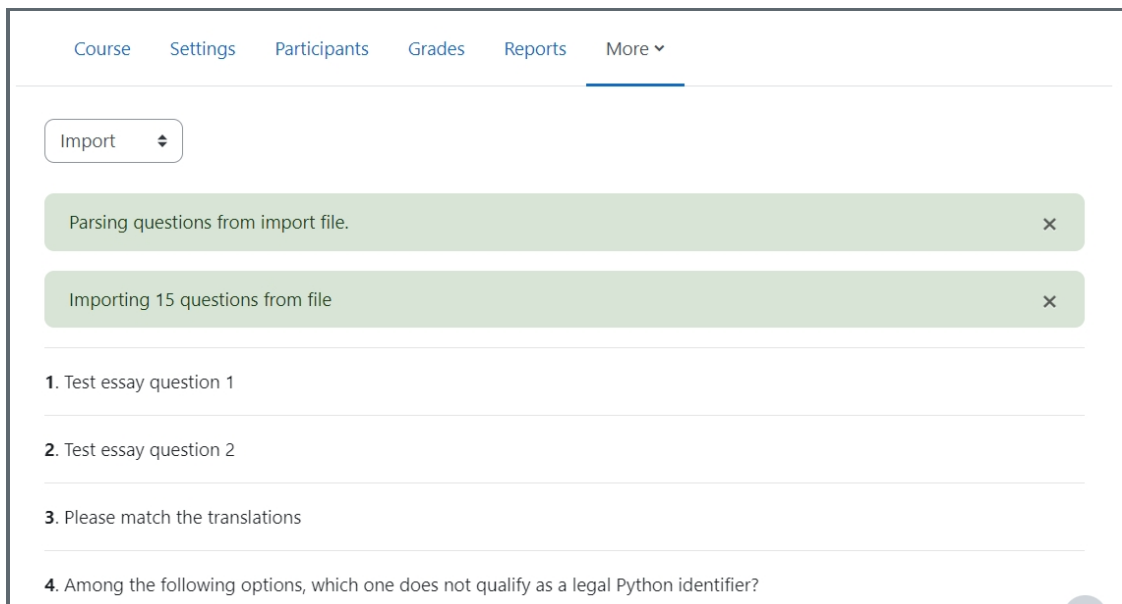 Course Settings Participants Grades Reports More
Import
Parsing questions from import file. ×
Importing 15 questions from file ×
1. Test essay question 1
2. Test essay question 2
3. Please match the translations
4. Among the following options, which one does not qualify as a legal Python identifier?